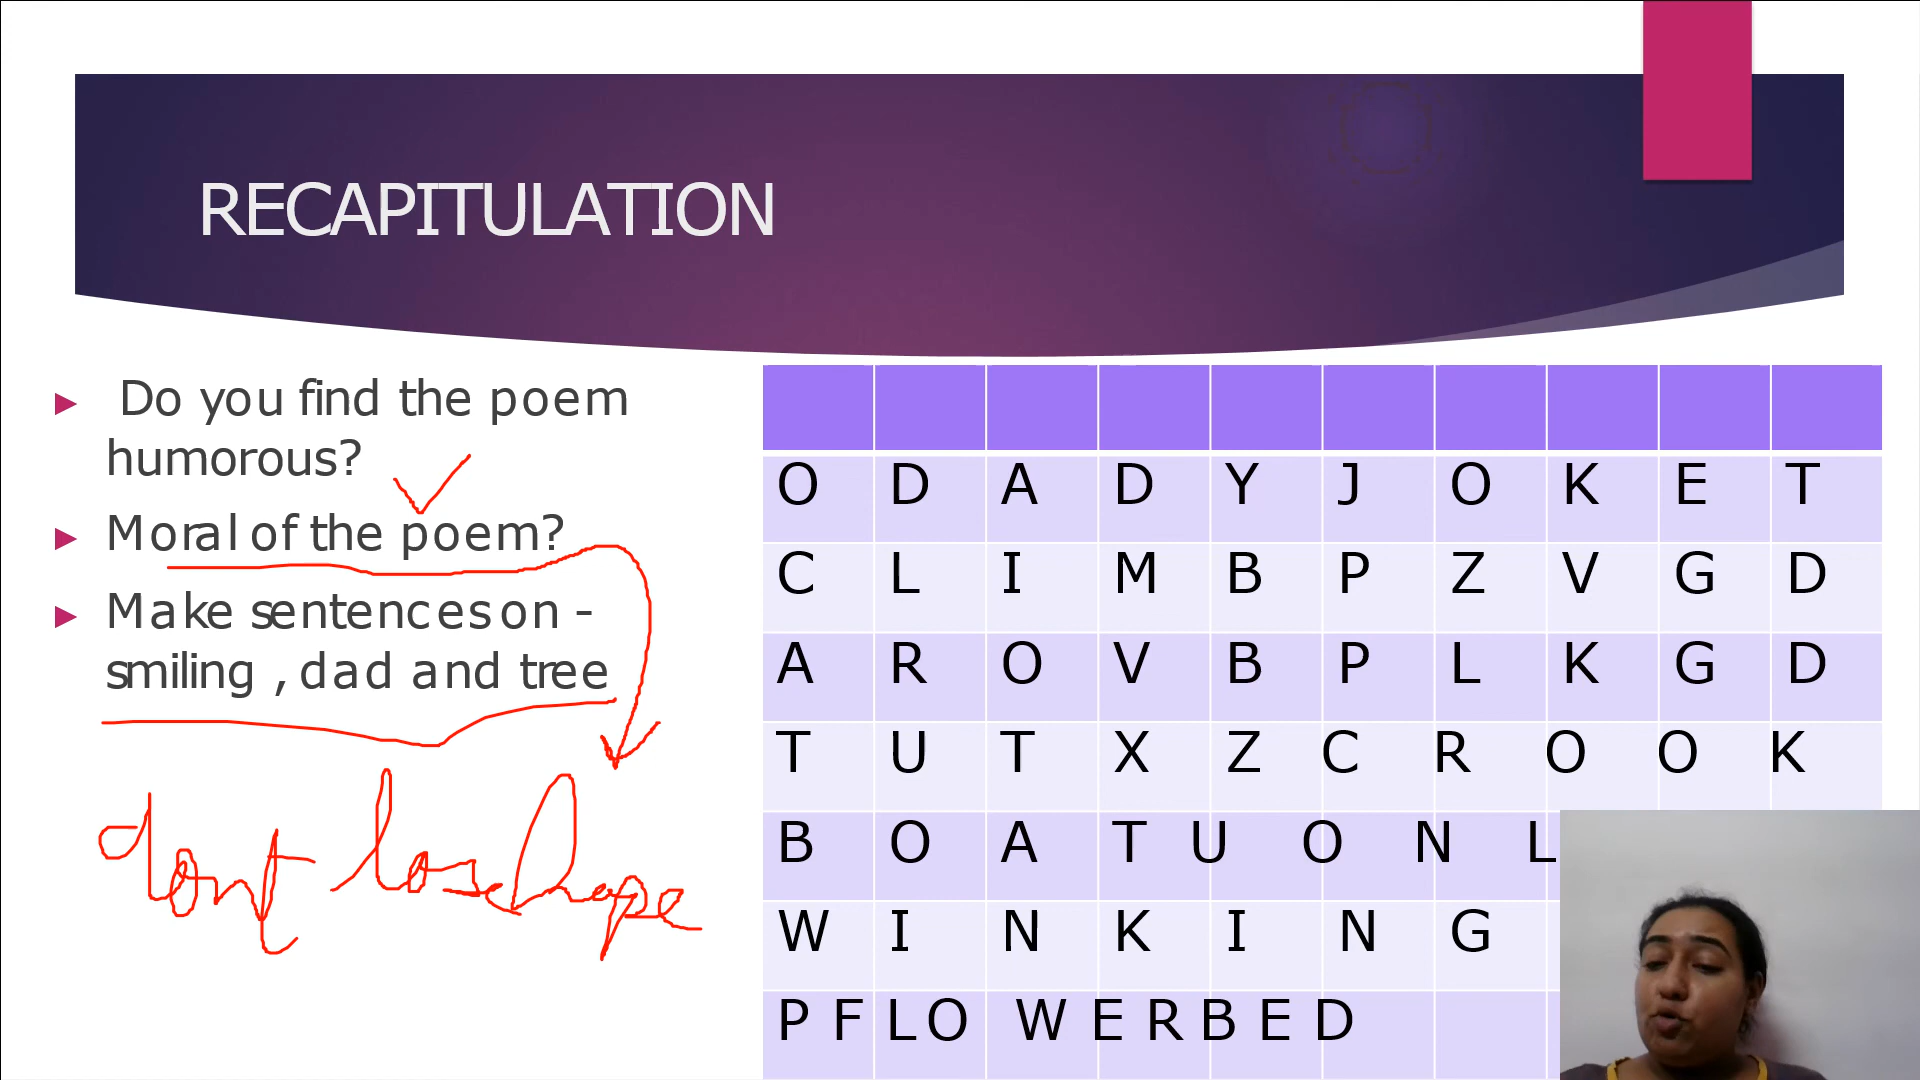 RECAPITULATION
Do you find the poem
humorous?
Moral of the poem?
Make sentences on -
smiling , dad and tree
dont lose hope
O D A D Y J O K E T
C L I M B P Z V G D
A R O V B P L K G D
T U T X Z C R O O K
B O A T U O N L
W I N K I N G
P F L O W E R B E D